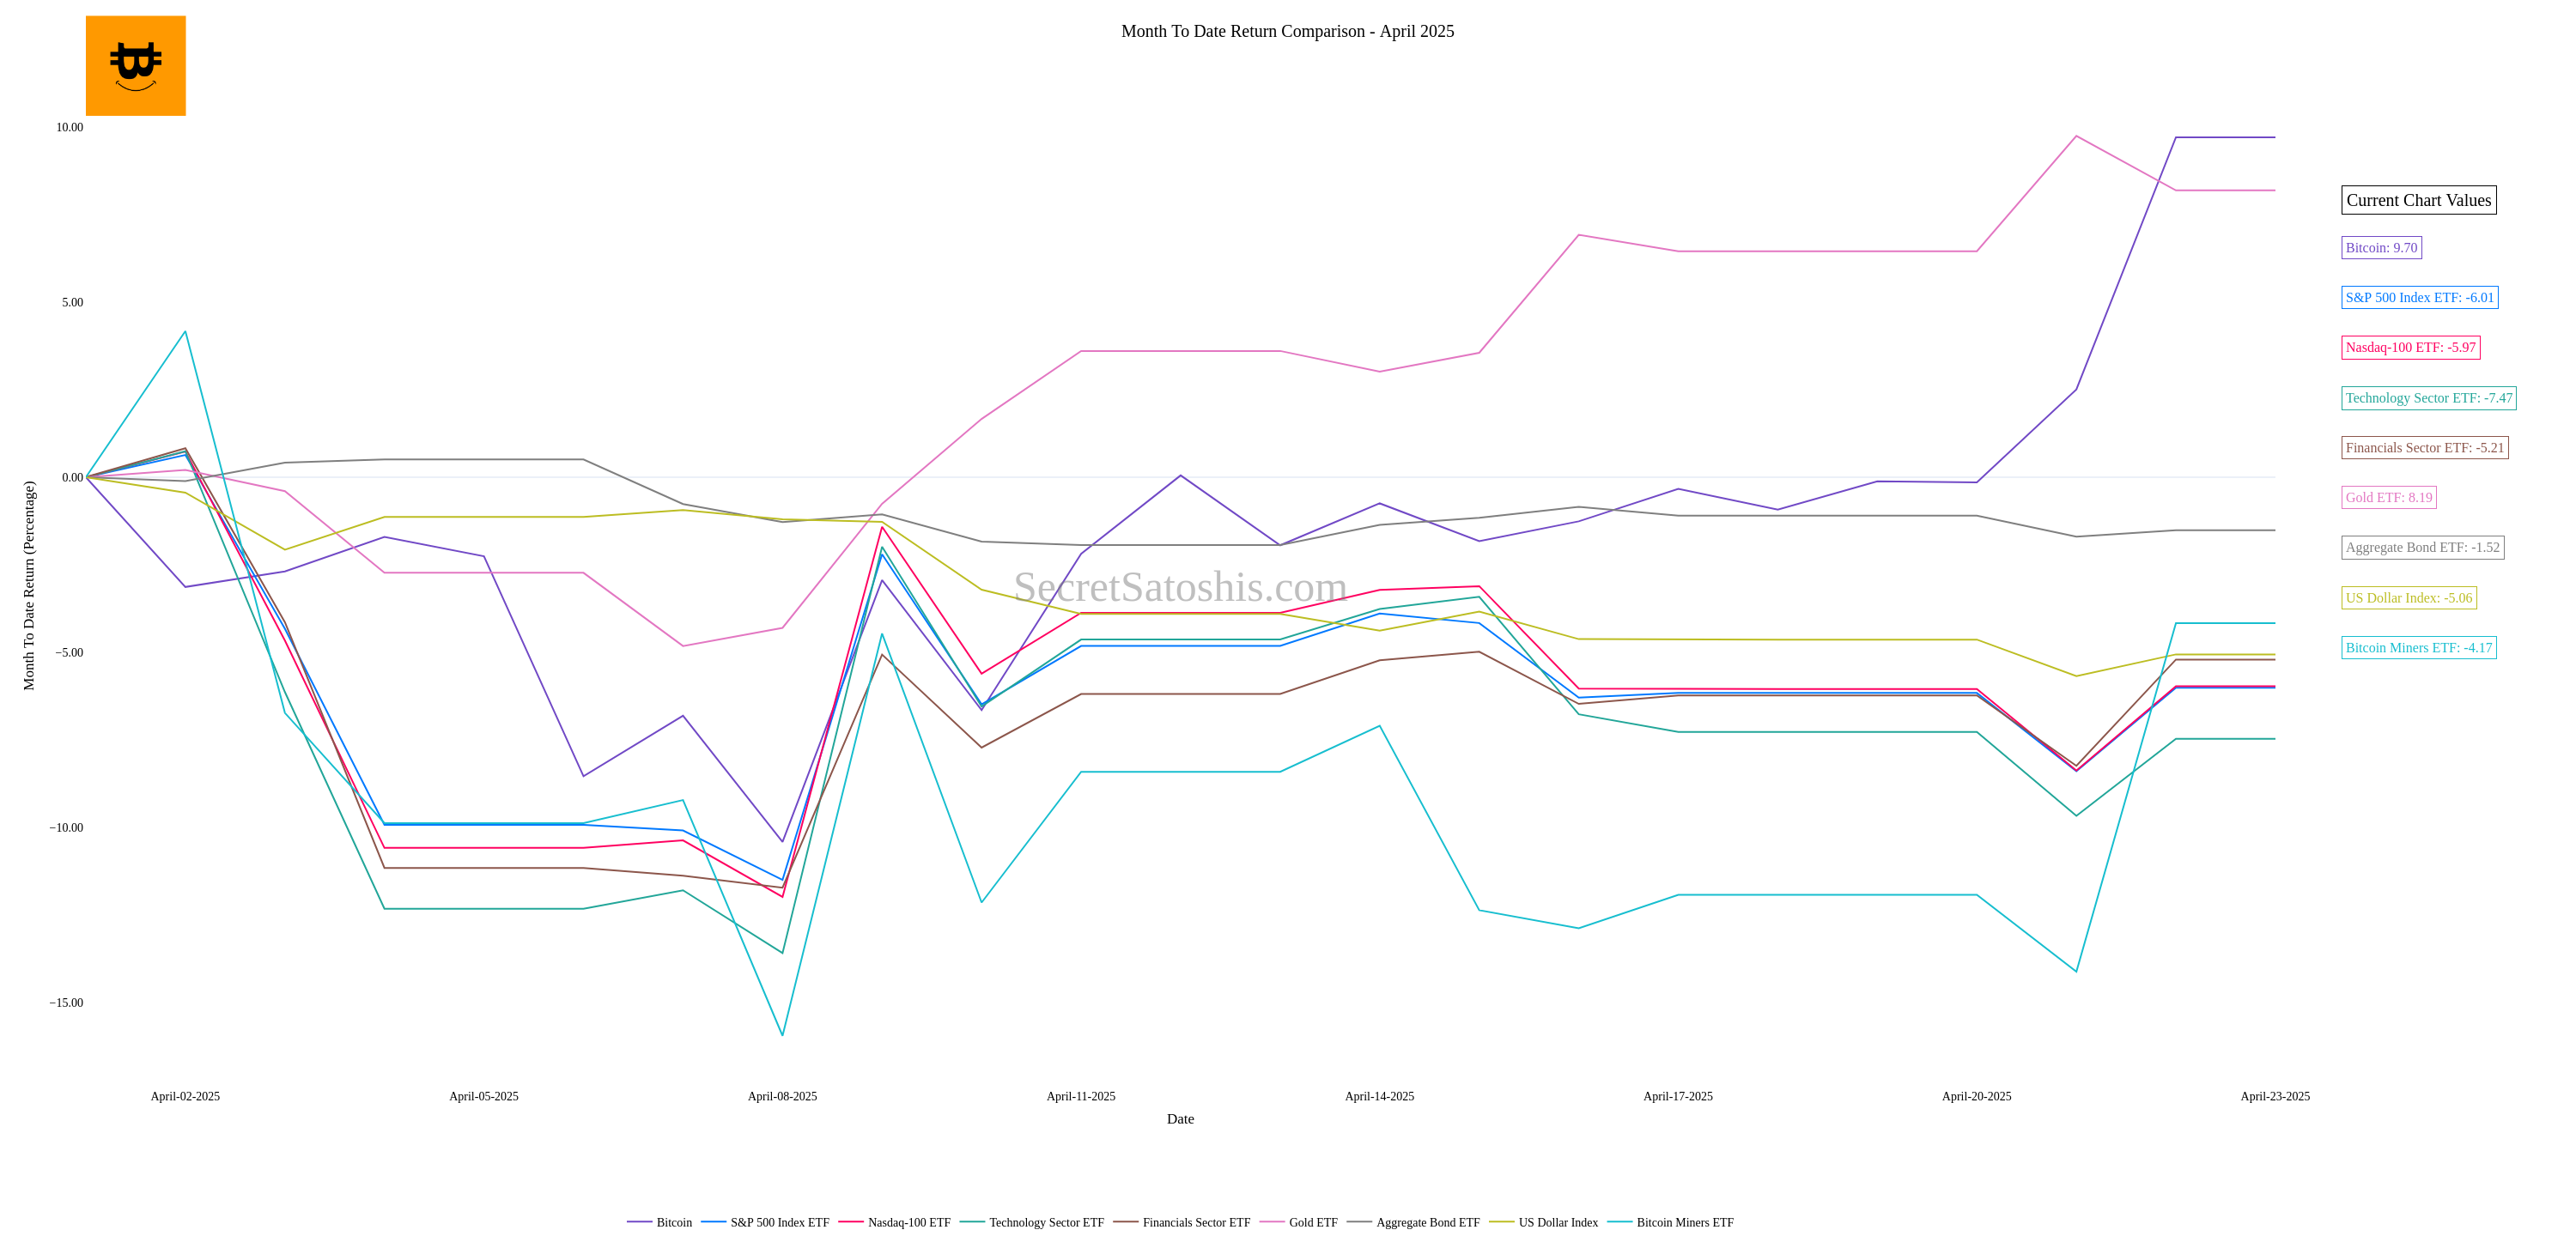 Month To Date Return Comparison - April 2025
10.00
5.00
0.00
−5.00
−10.00
−15.00
Month To Date Return (Percentage)
SecretSatoshis.com
Current Chart Values
Bitcoin: 9.70
S&P 500 Index ETF: -6.01
Nasdaq-100 ETF: -5.97
Technology Sector ETF: -7.47
Financials Sector ETF: -5.21
Gold ETF: 8.19
Aggregate Bond ETF: -1.52
US Dollar Index: -5.06
Bitcoin Miners ETF: -4.17
April-02-2025 April-05-2025 April-08-2025 April-11-2025 April-14-2025 April-17-2025 April-20-2025 April-23-2025
Date
Bitcoin S&P 500 Index ETF Nasdaq-100 ETF Technology Sector ETF Financials Sector ETF Gold ETF Aggregate Bond ETF US Dollar Index Bitcoin Miners ETF